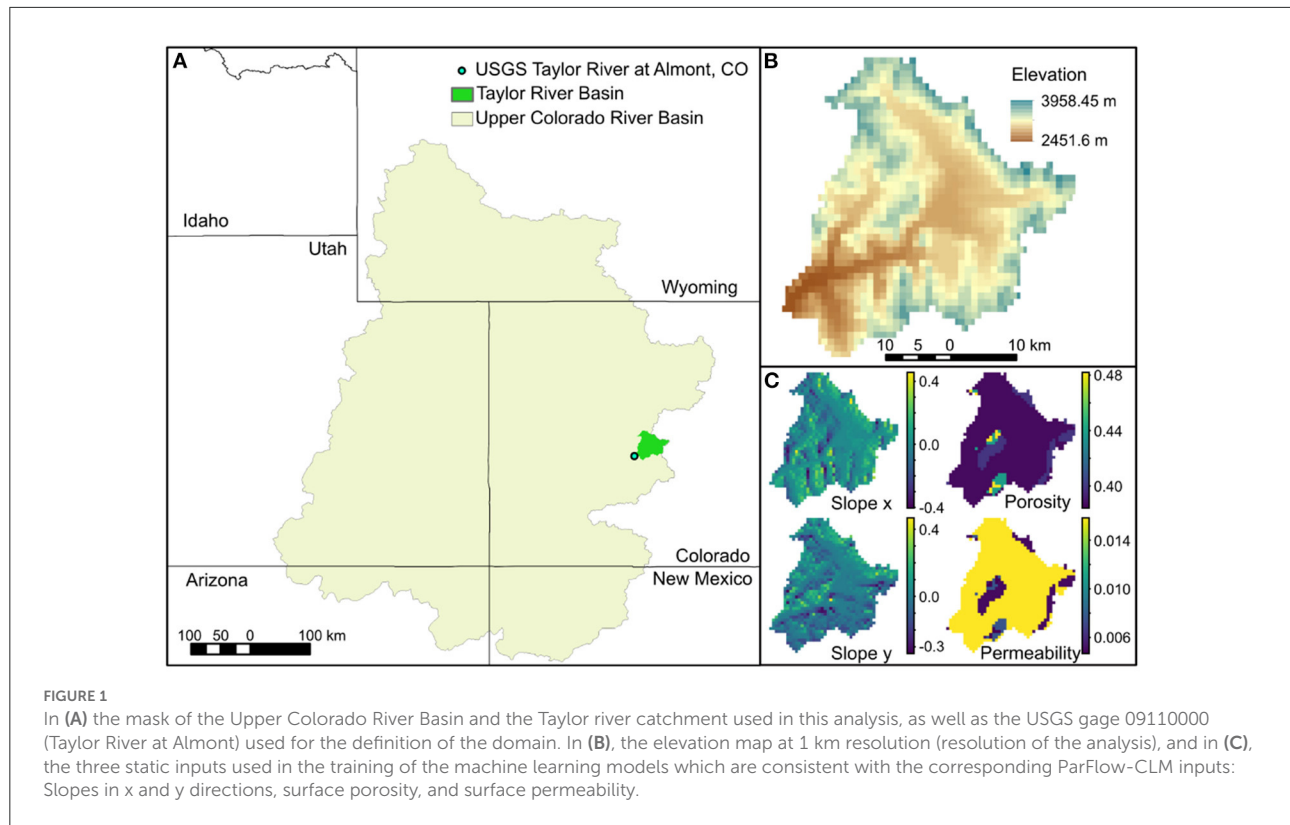 A
USGS Taylor River at Almont, CO
Taylor River Basin
Upper Colorado River Basin
Idaho
Utah
Wyoming
Colorado
Arizona
New Mexico
100 50 0 100 km
B
Elevation
3958.45 m
2451.6 m
10 5 0 10 km
C
0.4
0.0
-0.4
Slope x
0.48
0.44
0.40
Porosity
0.4
0.0
-0.3
Slope y
0.014
0.010
0.006
Permeability
FIGURE 1
In (A) the mask of the Upper Colorado River Basin and the Taylor river catchment used in this analysis, as well as the USGS gage 09110000
(Taylor River at Almont) used for the definition of the domain. In (B), the elevation map at 1 km resolution (resolution of the analysis), and in (C),
the three static inputs used in the training of the machine learning models which are consistent with the corresponding ParFlow-CLM inputs:
Slopes in x and y directions, surface porosity, and surface permeability.